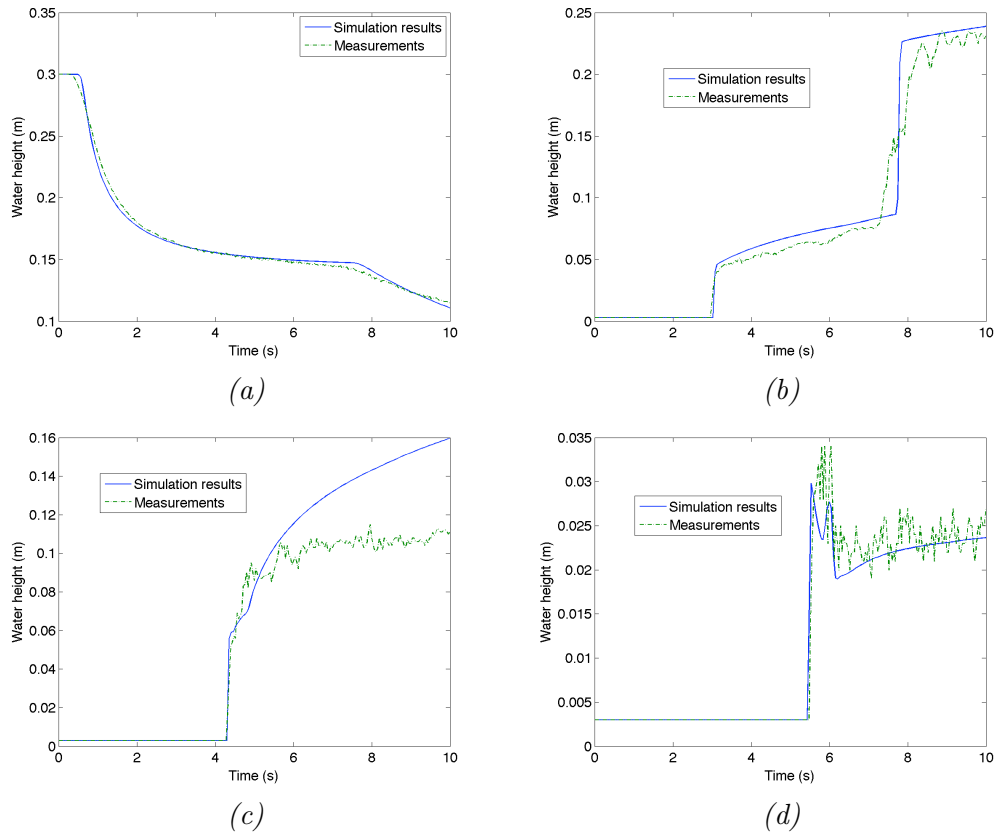 0.35
0.3
0.25
0.2
0.15
0.1
Water height (m)
Simulation results
Measurements
0 2 4 6 8 10
Time (s)
(a)
0.25
0.2
0.15
0.1
0.05
0
Water height (m)
Simulation results
Measurements
0 2 4 6 8 10
Time (s)
(b)
0.16
0.14
0.12
0.1
0.08
0.06
0.04
0.02
0
Water height (m)
Simulation results
Measurements
0 2 4 6 8 10
Time (s)
(c)
0.035
0.03
0.025
0.02
0.015
0.01
0.005
0
Water height (m)
Simulation results
Measurements
0 2 4 6 8 10
Time (s)
(d)